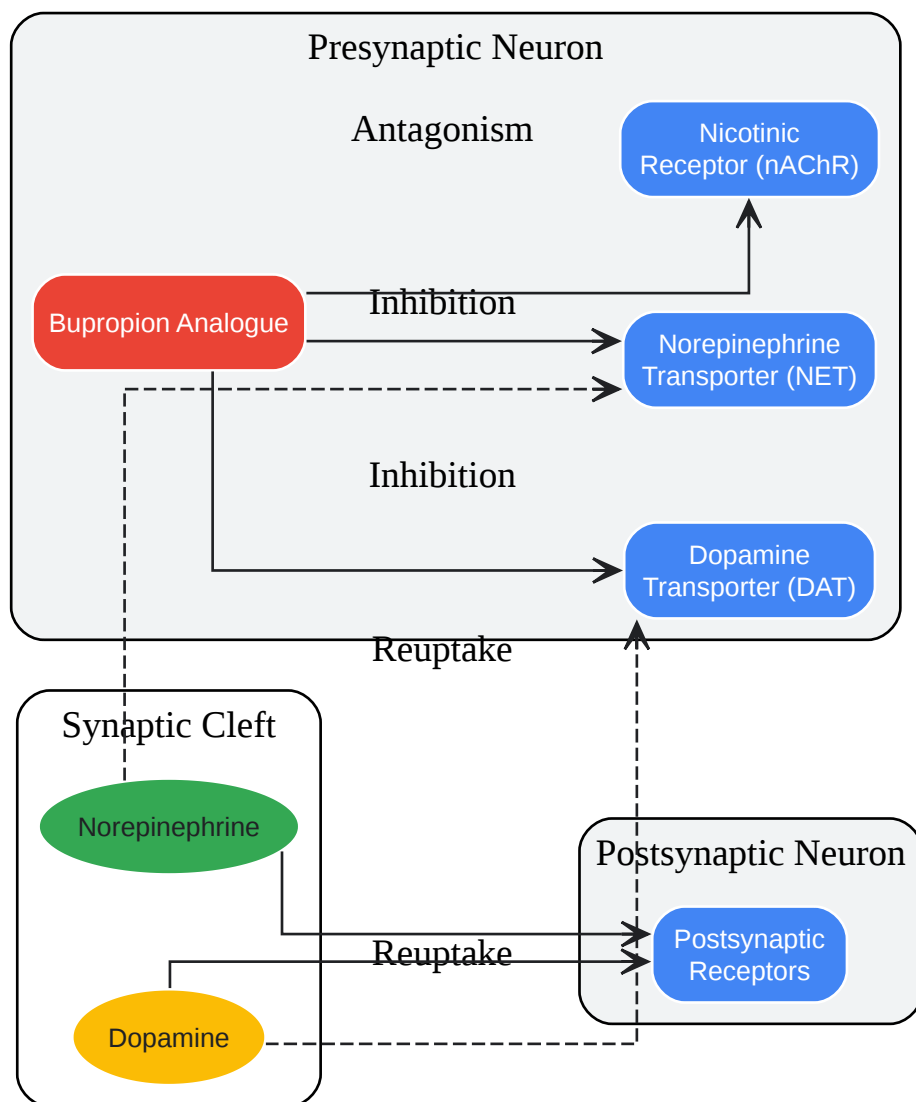 Presynaptic Neuron
Antagonism
Nicotinic
Receptor (nAChR)
Bupropion Analogue
Inhibition
Norepinephrine
Transporter (NET)
Inhibition
Dopamine
Transporter (DAT)
Reuptake
Synaptic Cleft
Norepinephrine
Postsynaptic Neuron
Postsynaptic
Receptors
Reuptake
Dopamine